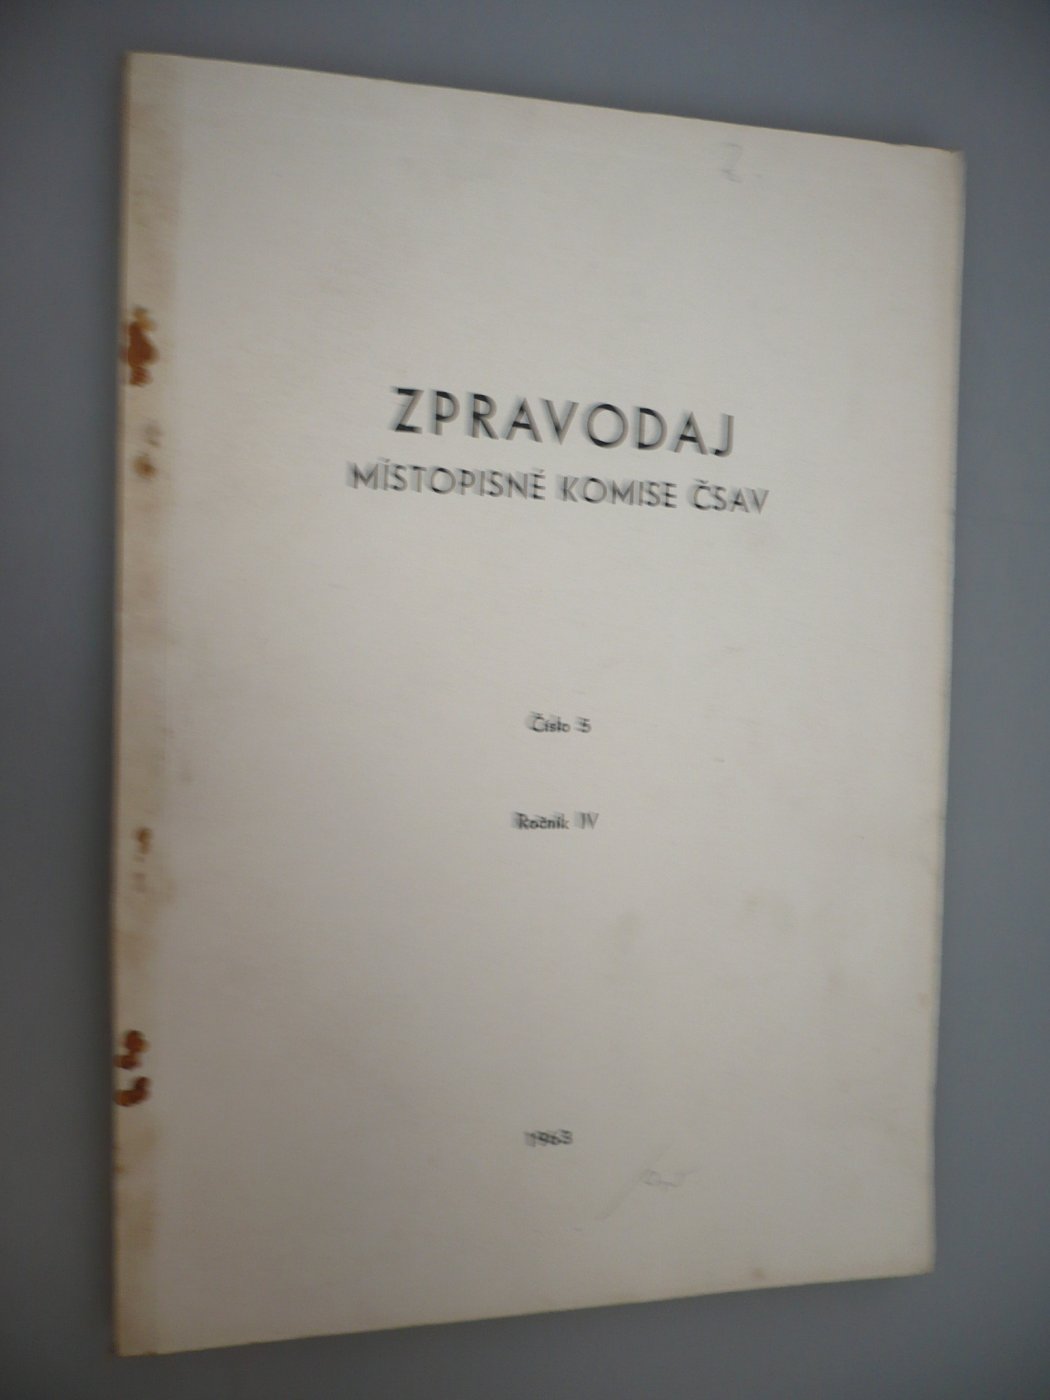 ZPRAVODAJ
MÍSTOPISNÉ KOMISE ČSAV
Číslo 5
Ročník IV
1963